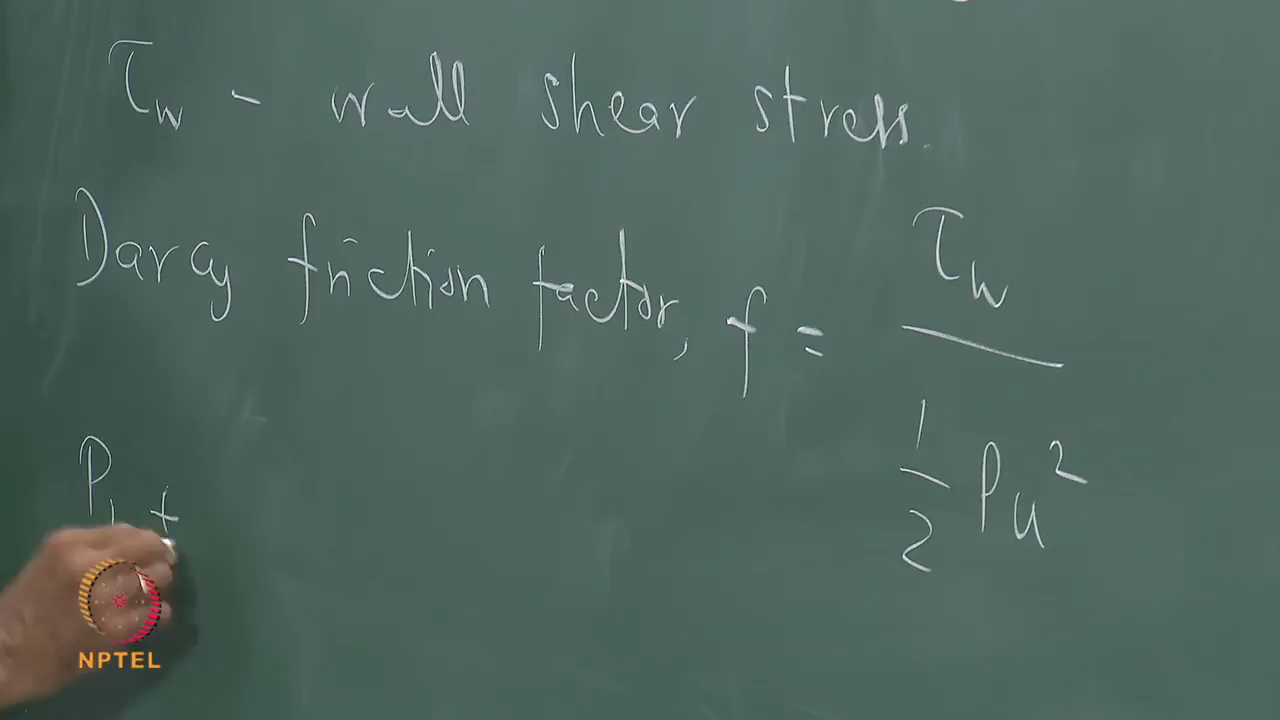 τw - wall shear stress.
Darcy friction factor, f = τw / 1/2 ρu²
P1 +
NPTEL